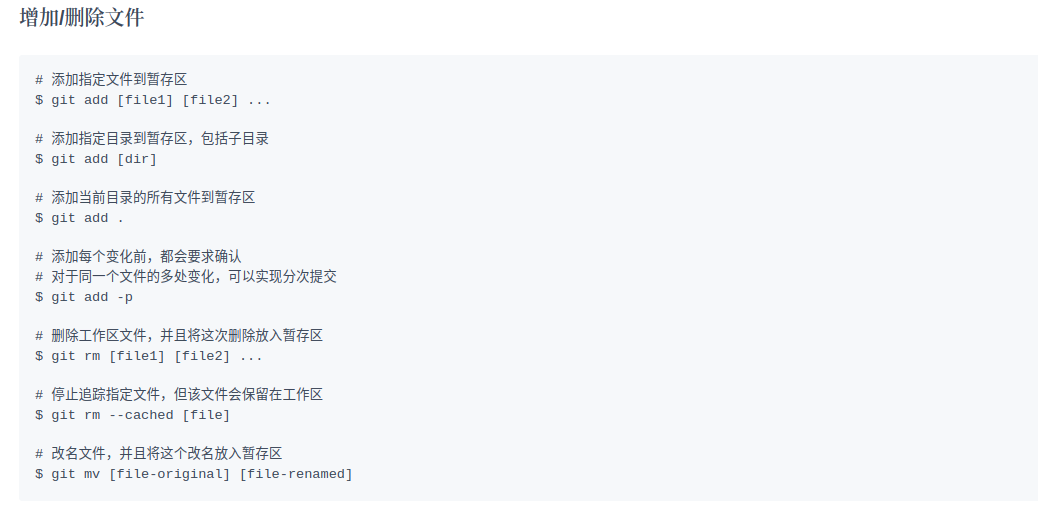 增加/删除文件
# 添加指定文件到暂存区
$ git add [file1] [file2] ...
# 添加指定目录到暂存区，包括子目录
$ git add [dir]
# 添加当前目录的所有文件到暂存区
$ git add .
# 添加每个变化前，都会要求确认
# 对于同一个文件的多处变化，可以实现分次提交
$ git add -p
# 删除工作区文件，并且将这次删除放入暂存区
$ git rm [file1] [file2] ...
# 停止追踪指定文件，但该文件会保留在工作区
$ git rm --cached [file]
# 改名文件，并且将这个改名放入暂存区
$ git mv [file-original] [file-renamed]